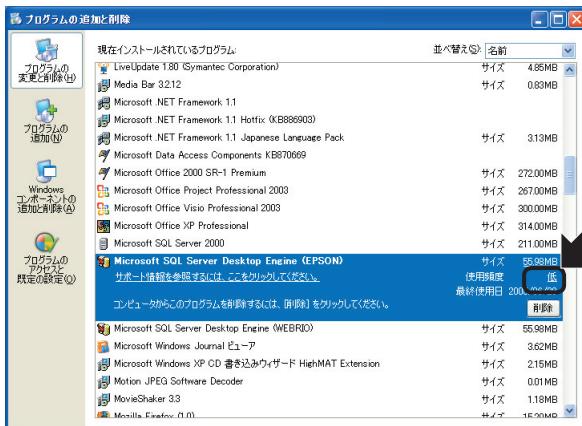 プログラムの追加と削除
プログラムの
変更と削除(H)
プログラムの
追加(N)
Windows
コンポーネントの
追加と削除(A)
プログラムの
アクセスと
既定の設定(O)
現在インストールされているプログラム:
並べ替え(S): 名前
LiveUpdate 1.80 (Symantec Corporation) サイズ 4.85MB
Media Bar 3.2.12 サイズ 0.83MB
Microsoft .NET Framework 1.1
Microsoft .NET Framework 1.1 Hotfix (KB886903)
Microsoft .NET Framework 1.1 Japanese Language Pack サイズ 3.13MB
Microsoft Data Access Components KB870669
Microsoft Office 2000 SR-1 Premium サイズ 272.00MB
Microsoft Office Project Professional 2003 サイズ 267.00MB
Microsoft Office Visio Professional 2003 サイズ 300.00MB
Microsoft Office XP Professional サイズ 314.00MB
Microsoft SQL Server 2000 サイズ 211.00MB
Microsoft SQL Server Desktop Engine (EPSON) サイズ 55.98MB
サポート情報を参照するには、ここをクリックしてください。 使用頻度 低
最終使用日
コンピュータからこのプログラムを削除するには、[削除] をクリックしてください。 削除
Microsoft SQL Server Desktop Engine (WEBRIO) サイズ 55.98MB
Microsoft Windows Journal ビューア サイズ 3.62MB
Microsoft Windows XP CD 書き込みウィザード HighMAT Extension サイズ 2.15MB
Motion JPEG Software Decoder サイズ 0.01MB
MovieShaker 3.3 サイズ 1.18MB
Mozilla Firefox (1.0) サイズ 15.20MB